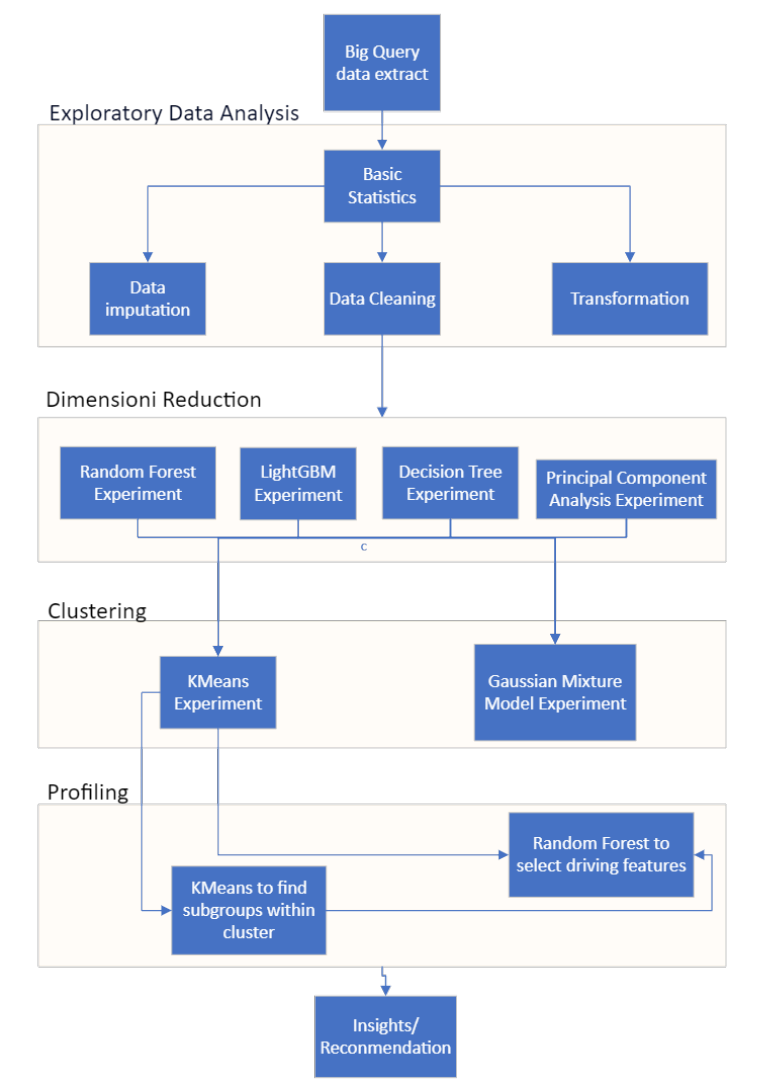 Big Query
data extract
Exploratory Data Analysis
Basic
Statistics
Data
imputation
Data Cleaning
Transformation
Dimensioni Reduction
Random Forest
Experiment
LightGBM
Experiment
Decision Tree
Experiment
Principal Component
Analysis Experiment
C
Clustering
KMeans
Experiment
Gaussian Mixture
Model Experiment
Profiling
Random Forest to
select driving features
KMeans to find
subgroups within
cluster
Insights/
Reconmendation